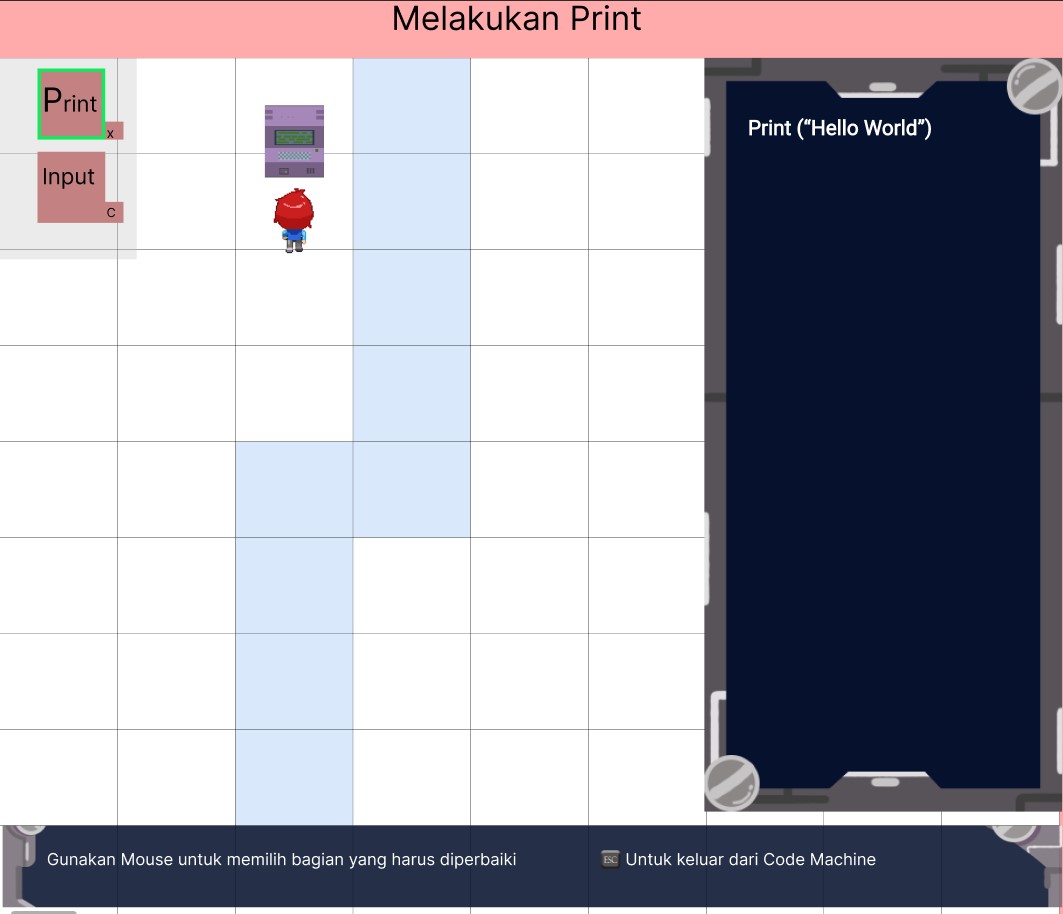 Melakukan Print
Print
x
Input
C
Print (“Hello World”)
Gunakan Mouse untuk memilih bagian yang harus diperbaiki
ESC Untuk keluar dari Code Machine